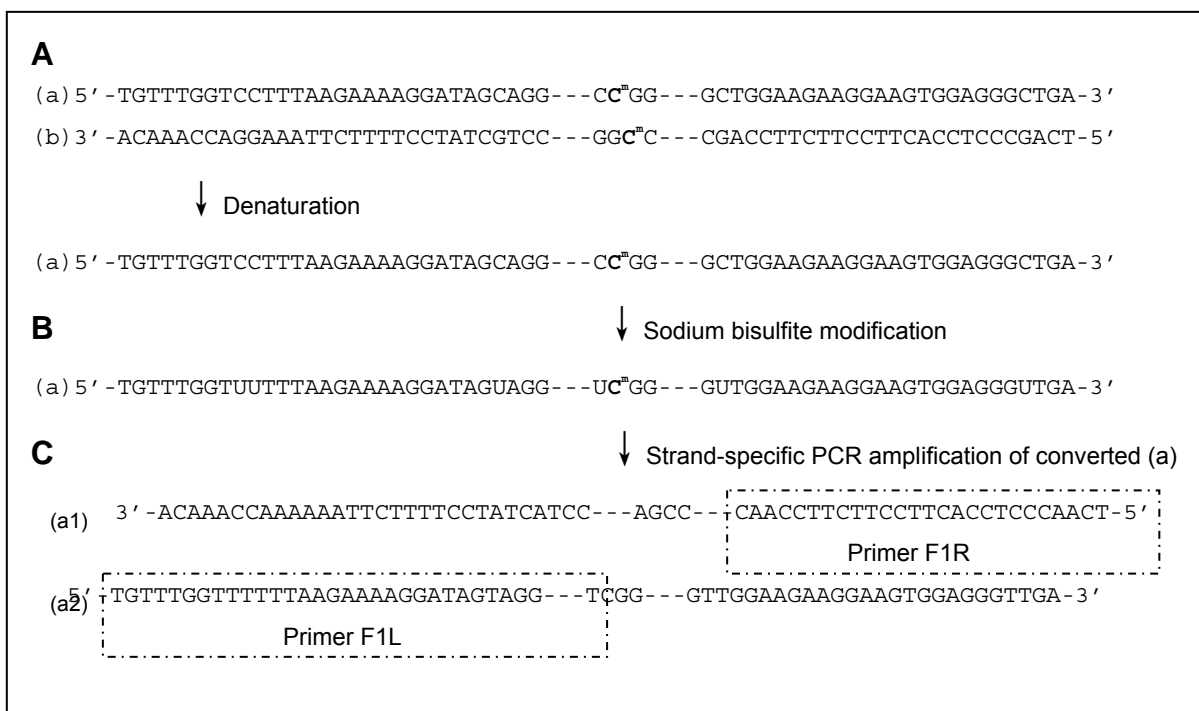 A
(a)5′-TGTTTGGTCCTTTAAGAAAAGGATAGCAGG---CCᵐGG---GCTGGAAGAAGGAAGTGGAGGGCTGA-3′
(b)3′-ACAAACCAGGAAATTCTTTTCCTATCGTCC---GGCᵐC---CGACCTTCTTCCTTCACCTCCCGACT-5′
Denaturation
(a)5′-TGTTTGGTCCTTTAAGAAAAGGATAGCAGG---CCᵐGG---GCTGGAAGAAGGAAGTGGAGGGCTGA-3′
B
Sodium bisulfite modification
(a)5′-TGTTTGGTUUTTTAAGAAAAGGATAGUAGG---UCᵐGG---GUTGGAAGAAGGAAGTGGAGGGUTGA-3′
C
Strand-specific PCR amplification of converted (a)
(a1) 3′-ACAAACCAAAAAATTCTTTTCCTATCATCC---AGCC---CAACCTTCTTCCTTCACCTCCCAACT-5′
Primer F1R
(a2) 5′-TGTTTGGTTTTTTAAGAAAAGGATAGTAGG---TCGG---GTTGGAAGAAGGAAGTGGAGGGTTGA-3′
Primer F1L